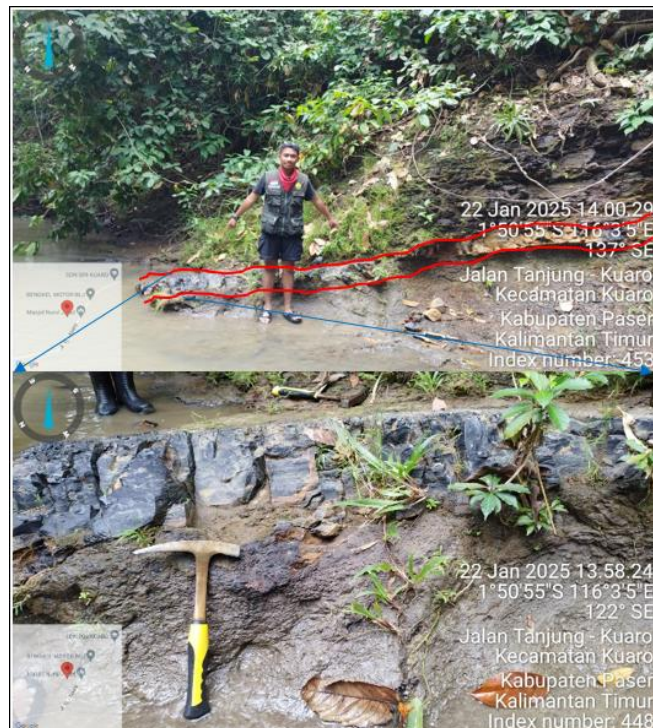 22 Jan 2025 14.00.29
1°50'55"S 116°3'5"E
137° SE
Jalan Tanjung - Kuaro
Kecamatan Kuaro
Kabupaten Paser
Kalimantan Timur
Index number: 453
22 Jan 2025 13.58.24
1°50'55"S 116°3'5"E
122° SE
Jalan Tanjung - Kuaro
Kecamatan Kuaro
Kabupaten Paser
Kalimantan Timur
Index number: 448